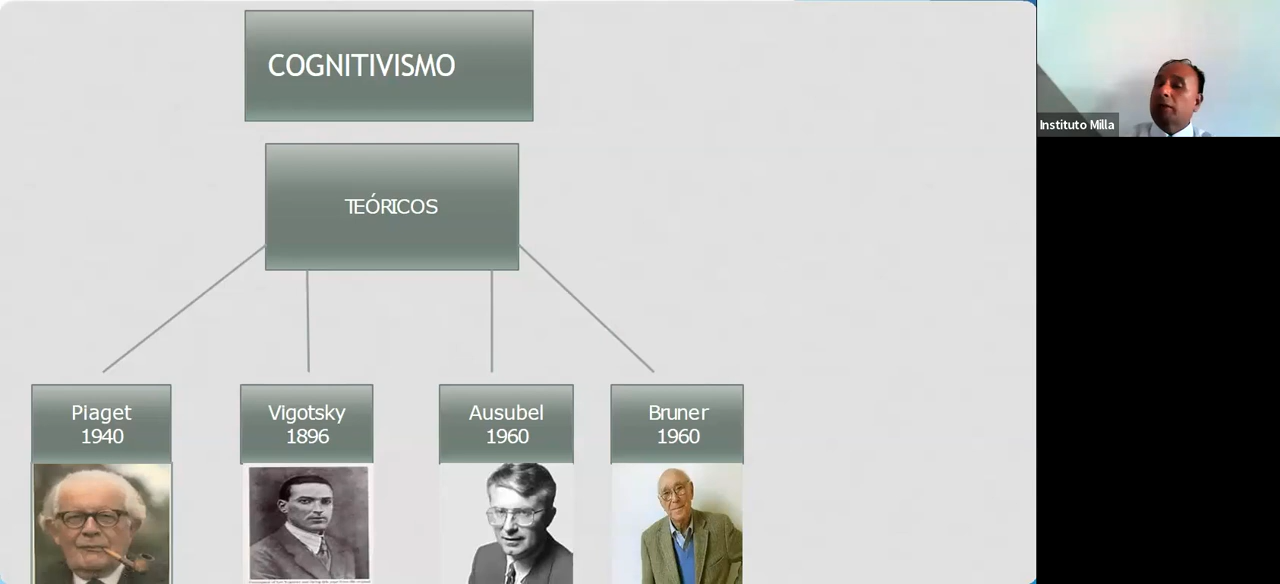 COGNITIVISMO
Instituto Milla
TEÓRICOS
Piaget
1940
Vigotsky
1896
Ausubel
1960
Bruner
1960